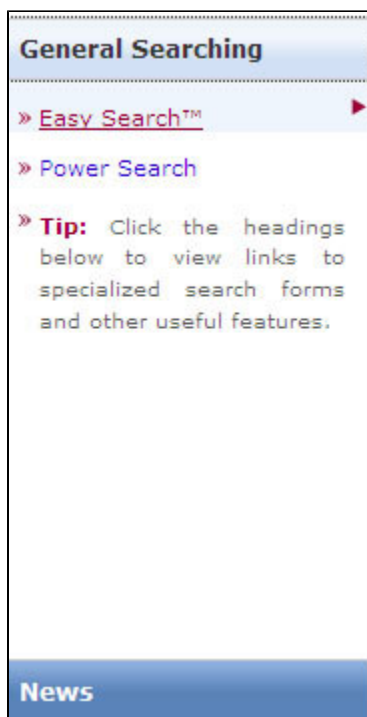 General Searching
» Easy Search™
» Power Search
» Tip: Click the headings
below to view links to
specialized search forms
and other useful features.
News